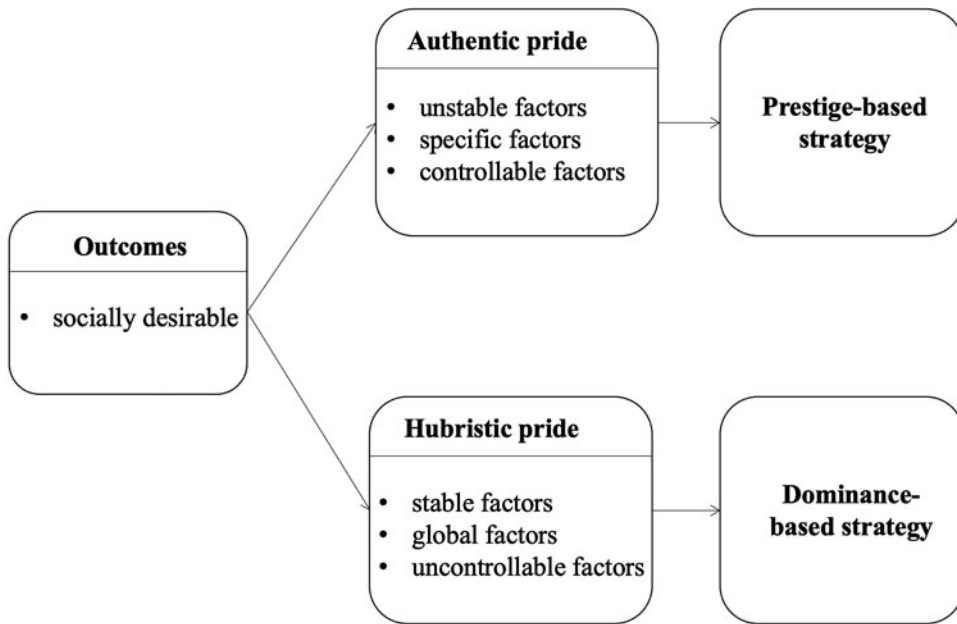 Outcomes
• socially desirable
Authentic pride
• unstable factors
• specific factors
• controllable factors
Prestige-based
strategy
Hubristic pride
• stable factors
• global factors
• uncontrollable factors
Dominance-
based strategy